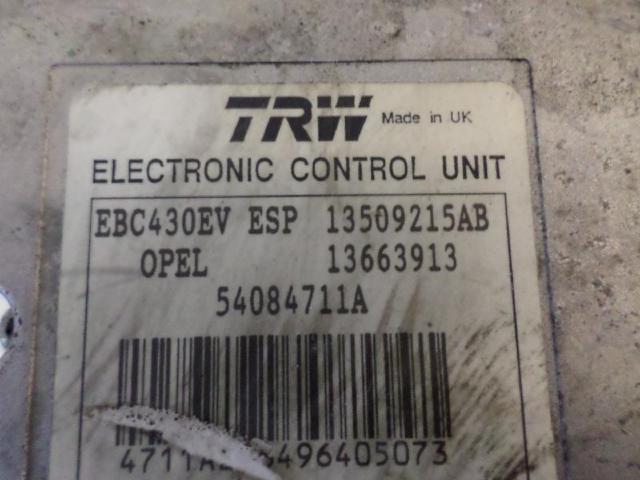 TRW Made in UK
ELECTRONIC CONTROL UNIT
EBC430EV ESP 13509215AB
OPEL 13663913
54084711A